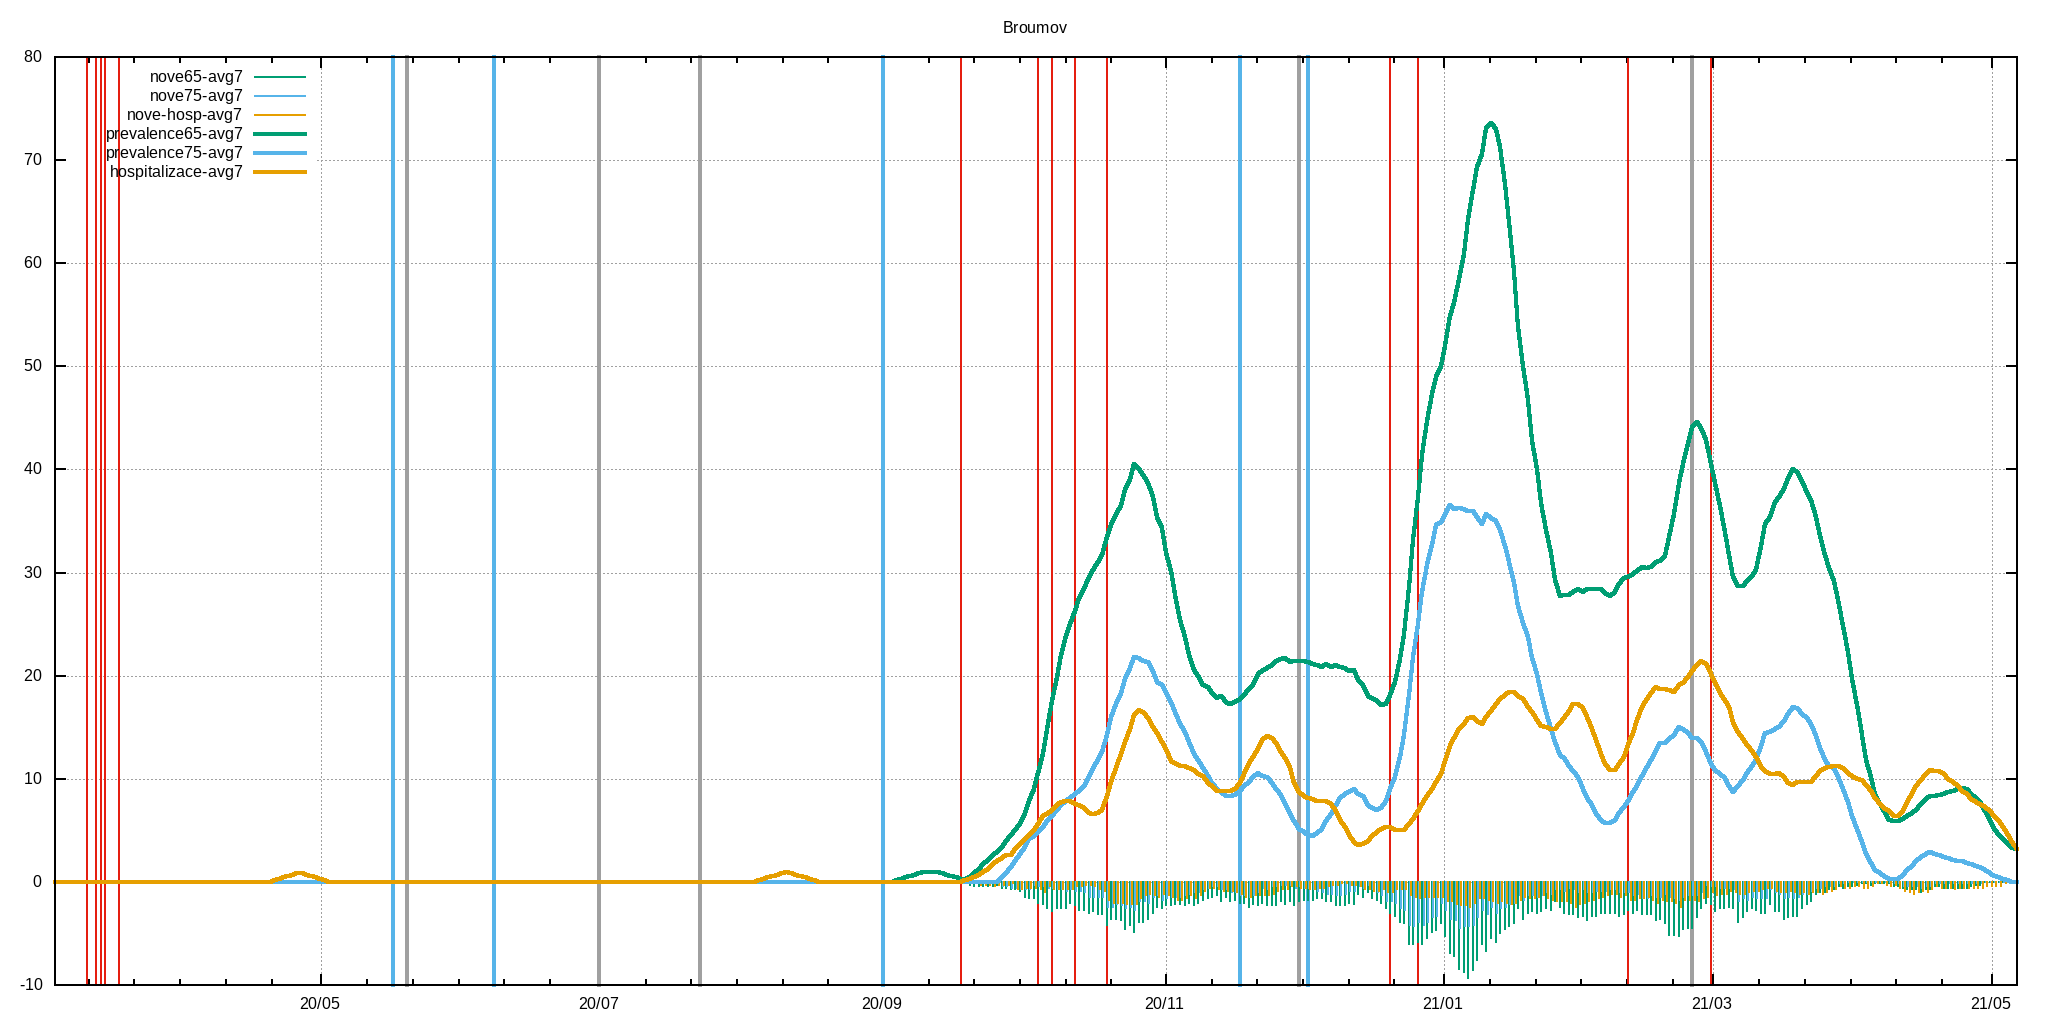 Broumov
80
nove65-avg7
nove75-avg7
nove-hosp-avg7
prevalence65-avg7
prevalence75-avg7
hospitalizace-avg7
70
60
50
40
30
20
10
0
-10
20/05 20/07 20/09 20/11 21/01 21/03 21/05